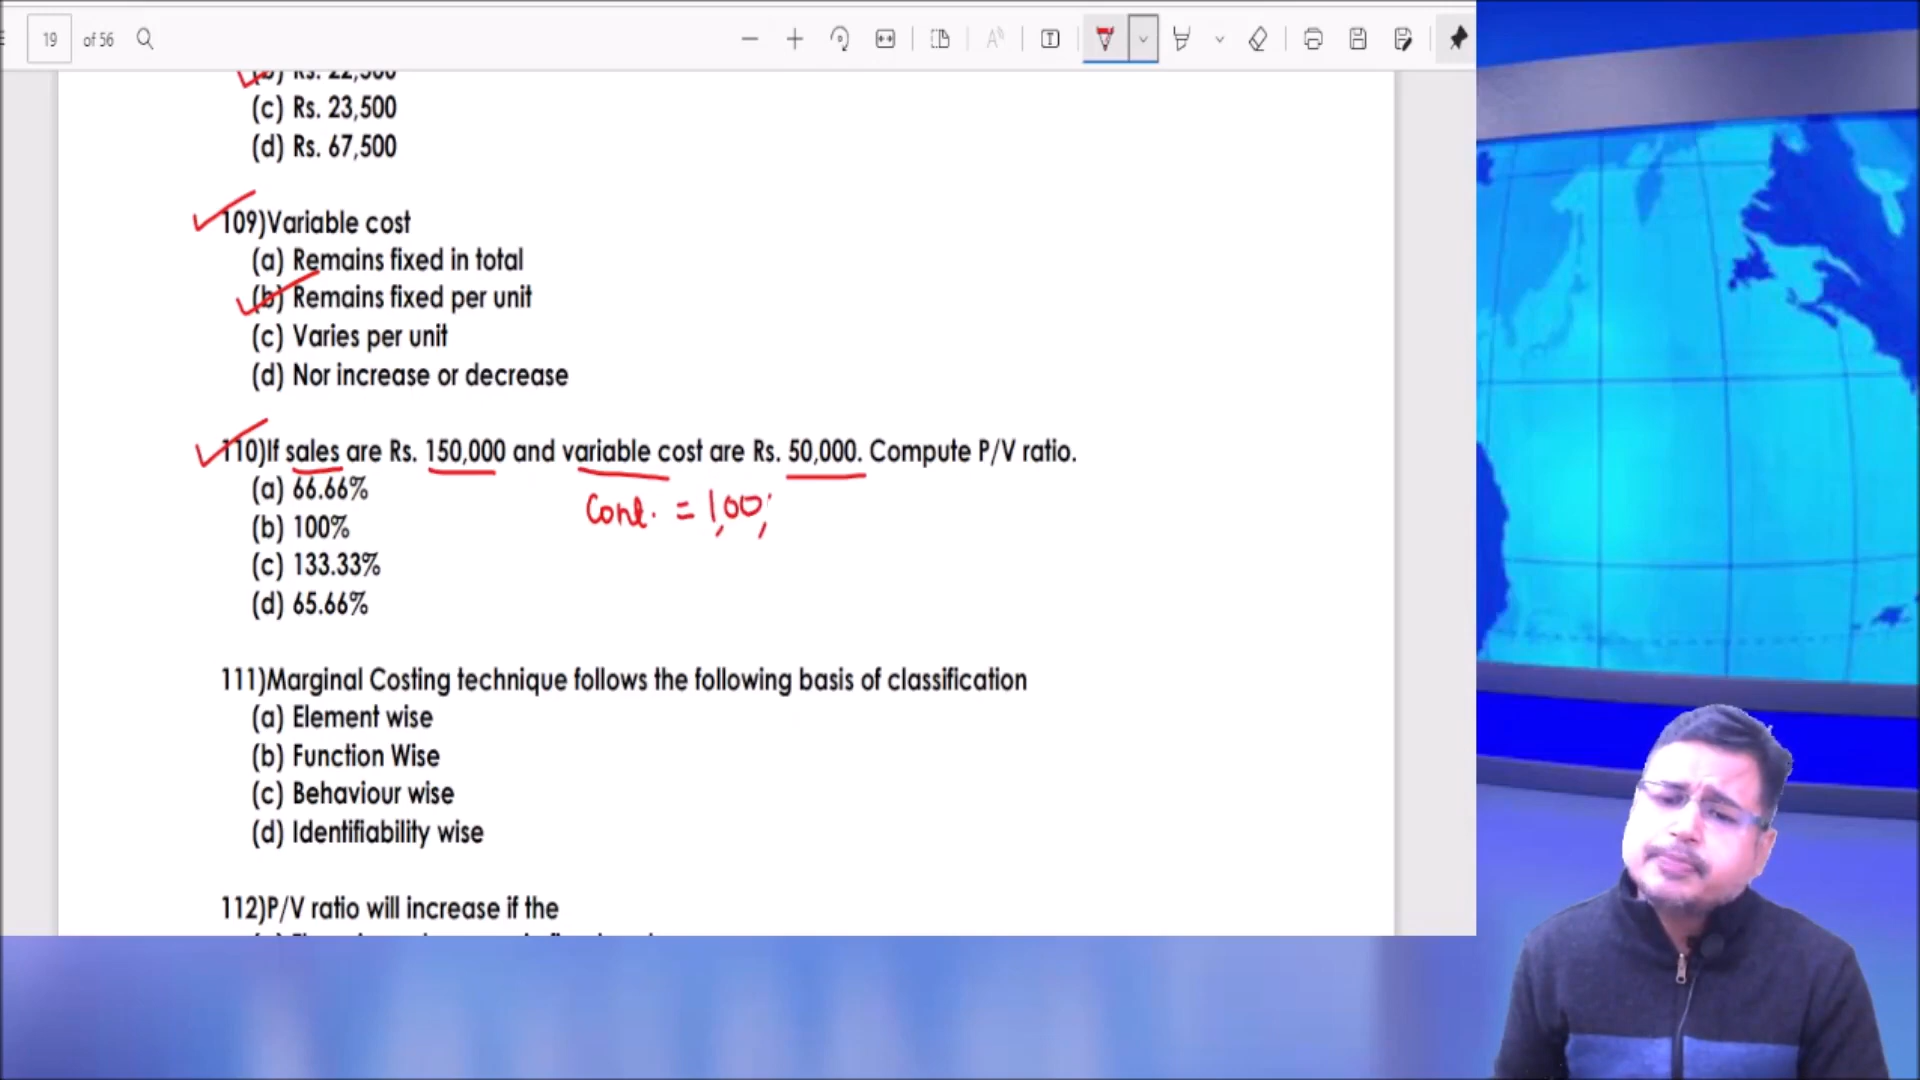 19 of 56
(b) Rs. 22,500
(c) Rs. 23,500
(d) Rs. 67,500
109)Variable cost
(a) Remains fixed in total
(b) Remains fixed per unit
(c) Varies per unit
(d) Nor increase or decrease
110)If sales are Rs. 150,000 and variable cost are Rs. 50,000. Compute P/V ratio.
(a) 66.66%
Cont. = 1,00,
(b) 100%
(c) 133.33%
(d) 65.66%
111)Marginal Costing technique follows the following basis of classification
(a) Element wise
(b) Function Wise
(c) Behaviour wise
(d) Identifiability wise
112)P/V ratio will increase if the